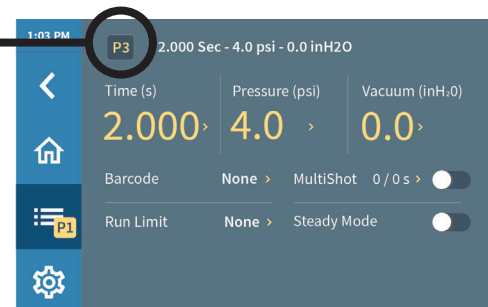 1:03 PM
P3 2.000 Sec - 4.0 psi - 0.0 inH2O
Time (s) Pressure (psi) Vacuum (inH₂0)
2.000 › 4.0 › 0.0 ›
Barcode None › MultiShot 0 / 0 s ›
P1
Run Limit None › Steady Mode